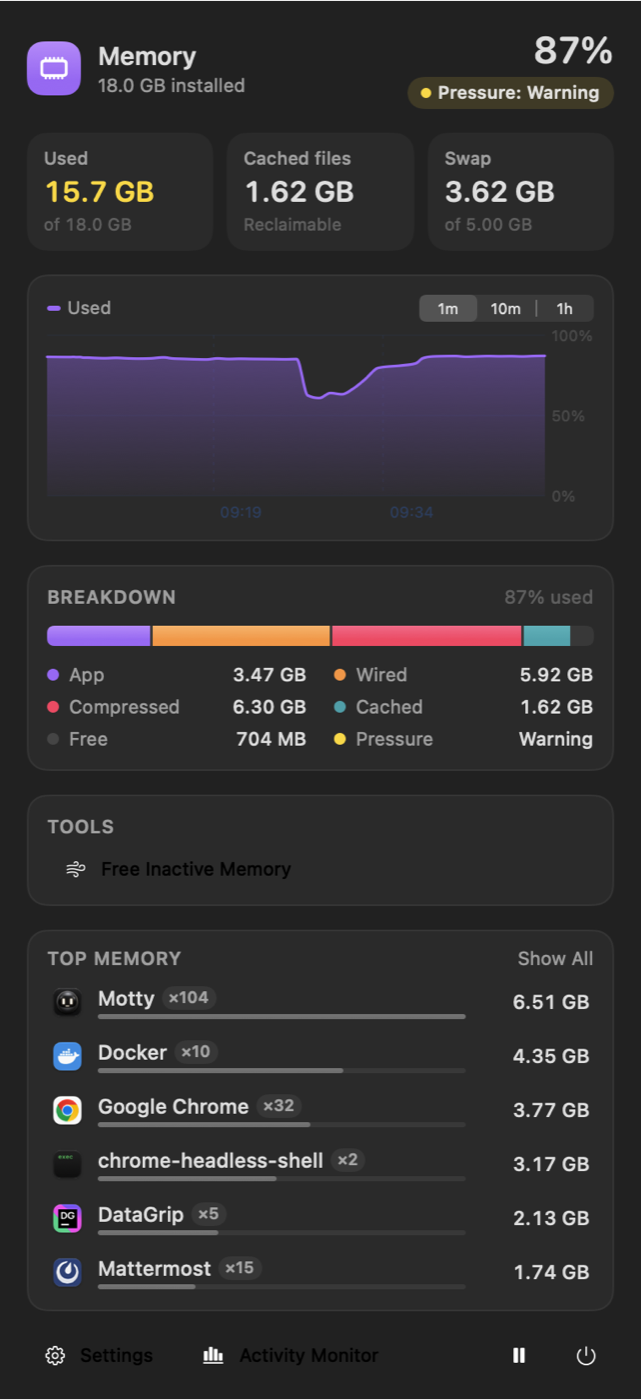 Memory
18.0 GB installed
87%
Pressure: Warning
Used
15.7 GB
of 18.0 GB
Cached files
1.62 GB
Reclaimable
Swap
3.62 GB
of 5.00 GB
Used
1m 10m 1h
100%
50%
0%
09:19 09:34
BREAKDOWN 87% used
App 3.47 GB Wired 5.92 GB
Compressed 6.30 GB Cached 1.62 GB
Free 704 MB Pressure Warning
TOOLS
Free Inactive Memory
TOP MEMORY Show All
Motty ×104 6.51 GB
Docker ×10 4.35 GB
Google Chrome ×32 3.77 GB
chrome-headless-shell ×2 3.17 GB
DG DataGrip ×5 2.13 GB
Mattermost ×15 1.74 GB
Settings Activity Monitor